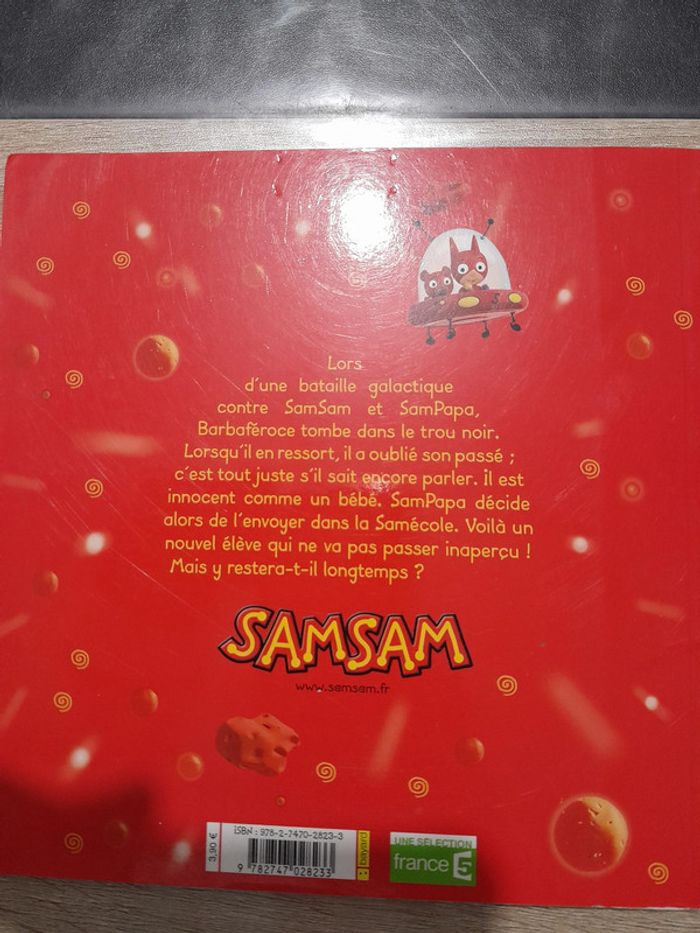 Lors
d'une bataille galactique
contre SamSam et SamPapa,
Barbaféroce tombe dans le trou noir.
Lorsqu'il en ressort, il a oublié son passé ;
c'est tout juste s'il sait encore parler. il est
innocent comme un bébé. SamPapa décide
alors de l'envoyer dans la Samécole. Voilà un
nouvel élève qui ne va pas passer inaperçu !
Mais y restera-t-il longtemps ?
SAMSAM
www.samsam.fr
3,90 €
ISBN : 978-2-7470-2823-3
9 782747 028233
bayard
UNE SÉLECTION
france 5